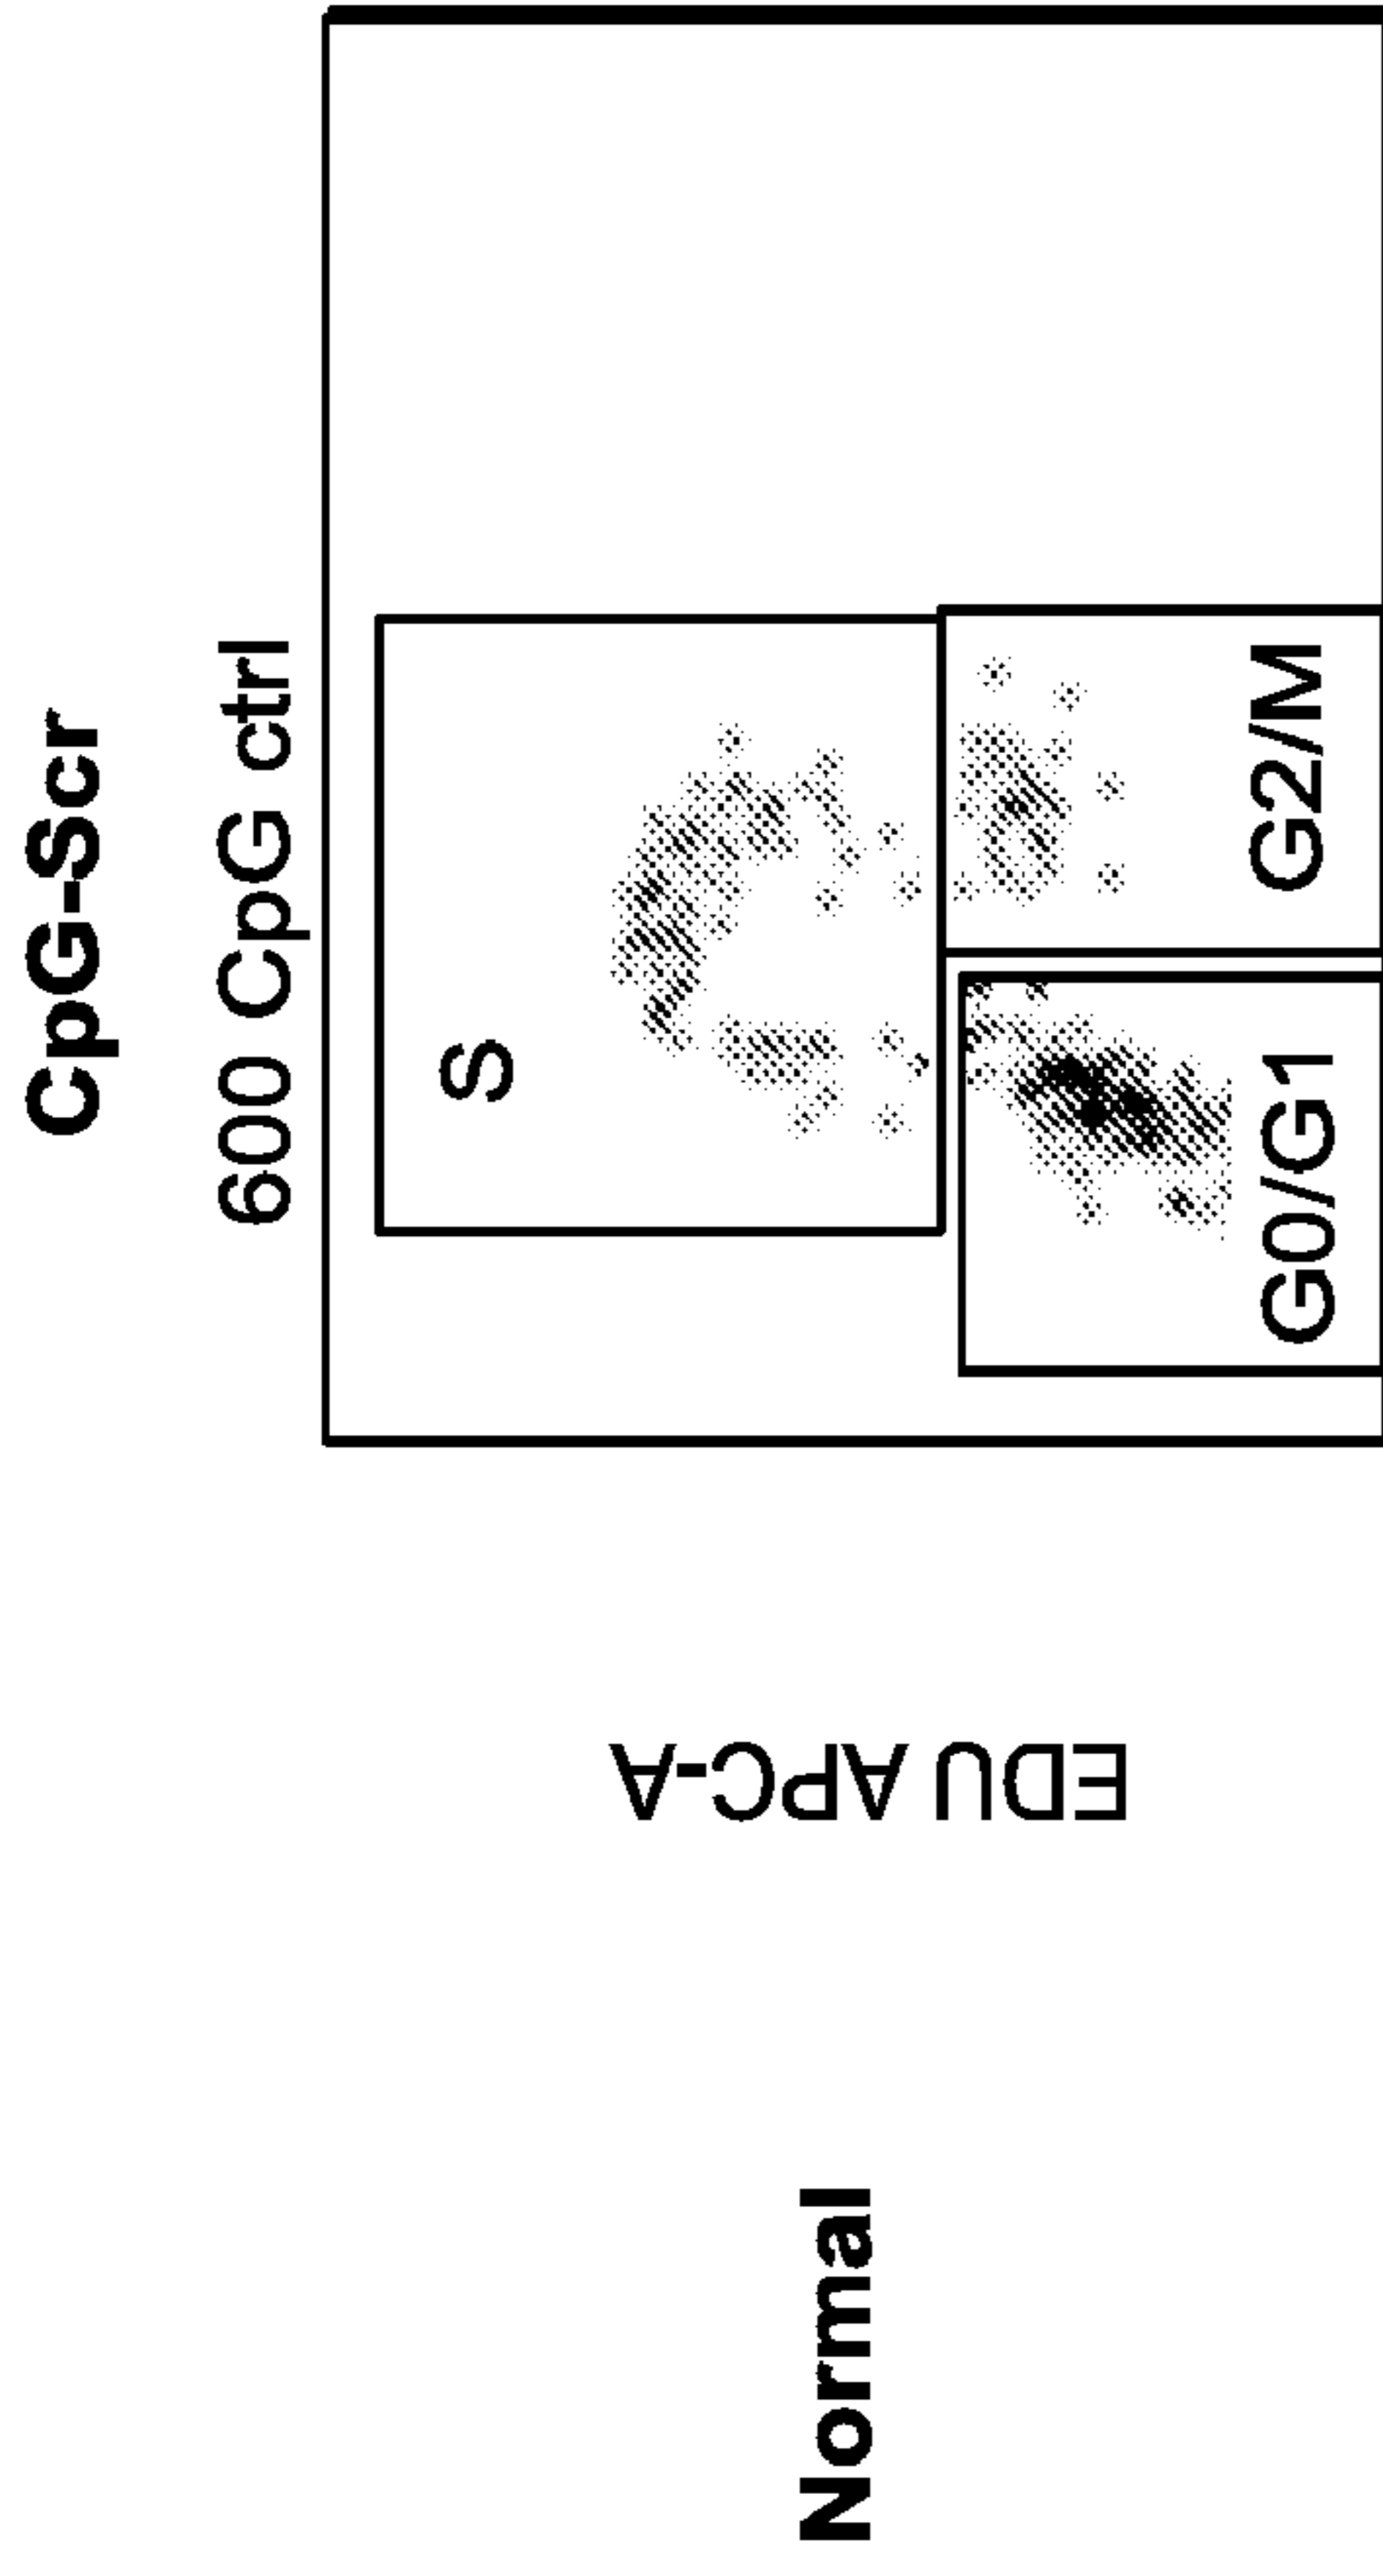 CpG-Scr
600 CpG ctrl
S
G0/G1
G2/M
EDU APC-A
Normal